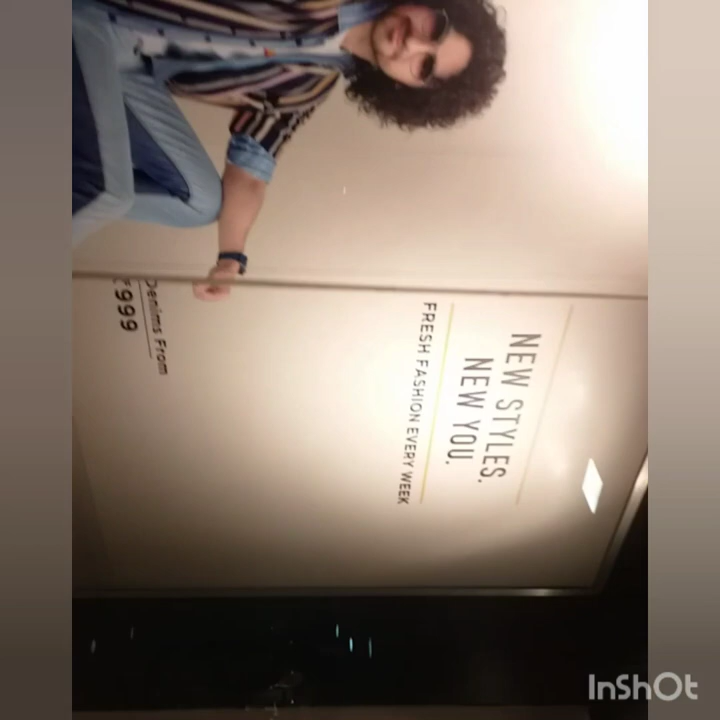 NEW STYLES.
NEW YOU.
FRESH FASHION EVERY WEEK
Denims From
₹999
InShOt